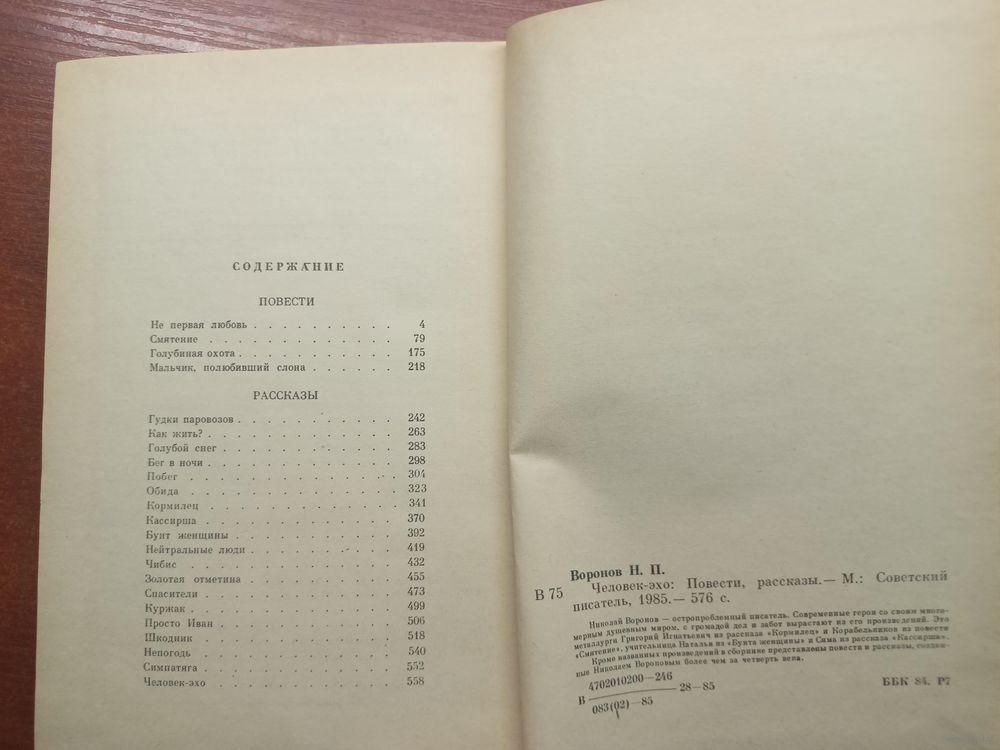 СОДЕРЖАНИЕ
ПОВЕСТИ
Не первая любовь . . . . . . . . . . 4
Смятение . . . . . . . . . . . . . 79
Голубиная охота . . . . . . . . . . . 175
Мальчик, полюбивший слона . . . . . . 218
РАССКАЗЫ
Гудки паровозов . . . . . . . . . . . 242
Как жить? . . . . . . . . . . . . . 263
Голубой снег . . . . . . . . . . . . 283
Бег в ночи . . . . . . . . . . . . . 298
Побег . . . . . . . . . . . . . . 304
Обида . . . . . . . . . . . . . . 323
Кормилец . . . . . . . . . . . . . 341
Кассирша . . . . . . . . . . . . . 370
Бунт женщины . . . . . . . . . . . 392
Нейтральные люди . . . . . . . . . . 419
Чибис . . . . . . . . . . . . . . 432
Золотая отметина . . . . . . . . . . 455
Спасители . . . . . . . . . . . . . 473
Куржак . . . . . . . . . . . . . . 499
Просто Иван . . . . . . . . . . . . 506
Шкодник . . . . . . . . . . . . . 518
Непогодь . . . . . . . . . . . . . 540
Симпатяга . . . . . . . . . . . . . 552
Человек-эхо . . . . . . . . . . . . 558
Воронов Н. П.
В 75 Человек-эхо: Повести, рассказы.— М.: Советский
писатель, 1985.— 576 с.
Николай Воронов — остропроблемный писатель. Современные герои со своим много-
мерным душевным миром, с громадой дел и забот вырастают из его произведений. Это
металлурги Григорий Игнатьевич из рассказа «Кормилец» и Корабельников из повести
«Смятение», учительница Наталья из «Бунта женщины» и Сима из рассказа «Кассирша».
Кроме названных произведений в сборнике представлены повести и рассказы, создан-
ные Николаем Вороновым более чем за четверть века.
В 4702010200—246
083(02)—85 28—85
ББК 84. Р7